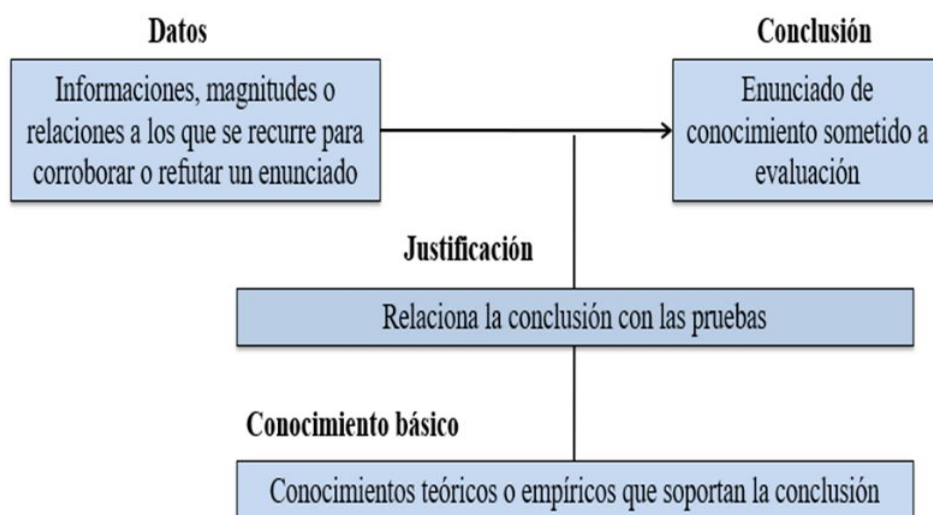 Datos
Informaciones, magnitudes o
relaciones a los que se recurre para
corroborar o refutar un enunciado
Conclusión
Enunciado de
conocimiento sometido a
evaluación
Justificación
Relaciona la conclusión con las pruebas
Conocimiento básico
Conocimientos teóricos o empíricos que soportan la conclusión